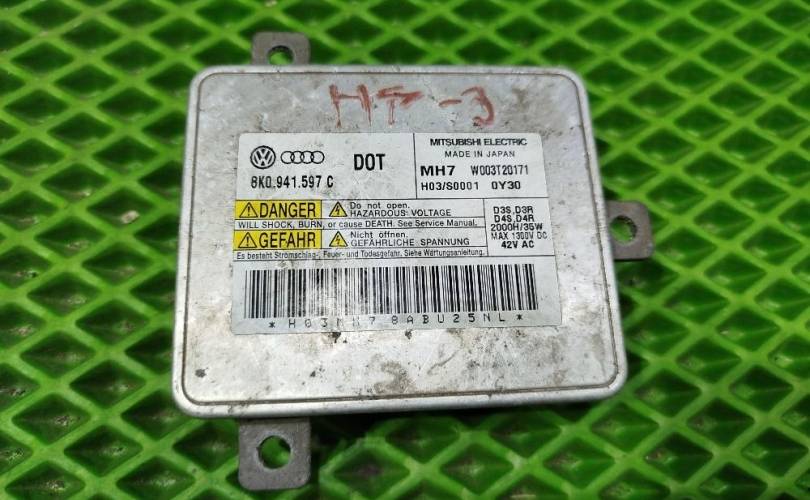 HF-3
DOT
8K0.941.597 C
MITSUBISHI ELECTRIC
MADE IN JAPAN
MH7 W003T20171
H03/S0001 0Y30
DANGER Do not open.
HAZARDOUS VOLTAGE
WILL SHOCK, BURN, or cause DEATH. See Service Manual.
GEFAHR Nicht öffnen.
GEFÄHRLICHE SPANNUNG
Es besteht Stromschlag-, Feuer- und Todesgefahr. Siehe Wartungsanleitung.
D3S,D3R
D4S,D4R
2000H/35W
MAX 1300V DC
42V AC